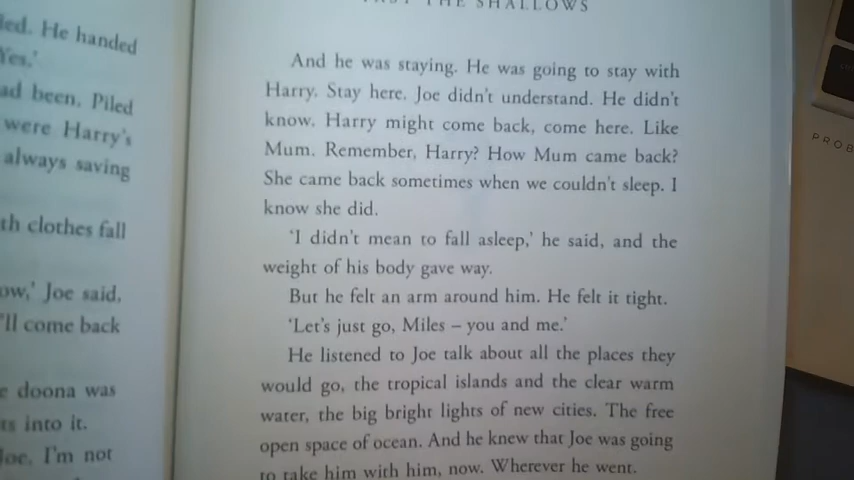 led. He handed
Yes.'
ad been. Piled
were Harry's
always saving
th clothes fall
ow,' Joe said.
'll come back
e doona was
ts into it.
Joe. I'm not
THE SHALLOWS
And he was staying. He was going to stay with
Harry. Stay here. Joe didn't understand. He didn't
know. Harry might come back, come here. Like
Mum. Remember, Harry? How Mum came back?
She came back sometimes when we couldn't sleep. I
know she did.
'I didn't mean to fall asleep,' he said, and the
weight of his body gave way.
But he felt an arm around him. He felt it tight.
'Let's just go, Miles – you and me.'
He listened to Joe talk about all the places they
would go, the tropical islands and the clear warm
water, the big bright lights of new cities. The free
open space of ocean. And he knew that Joe was going
to take him with him, now. Wherever he went.
PROB